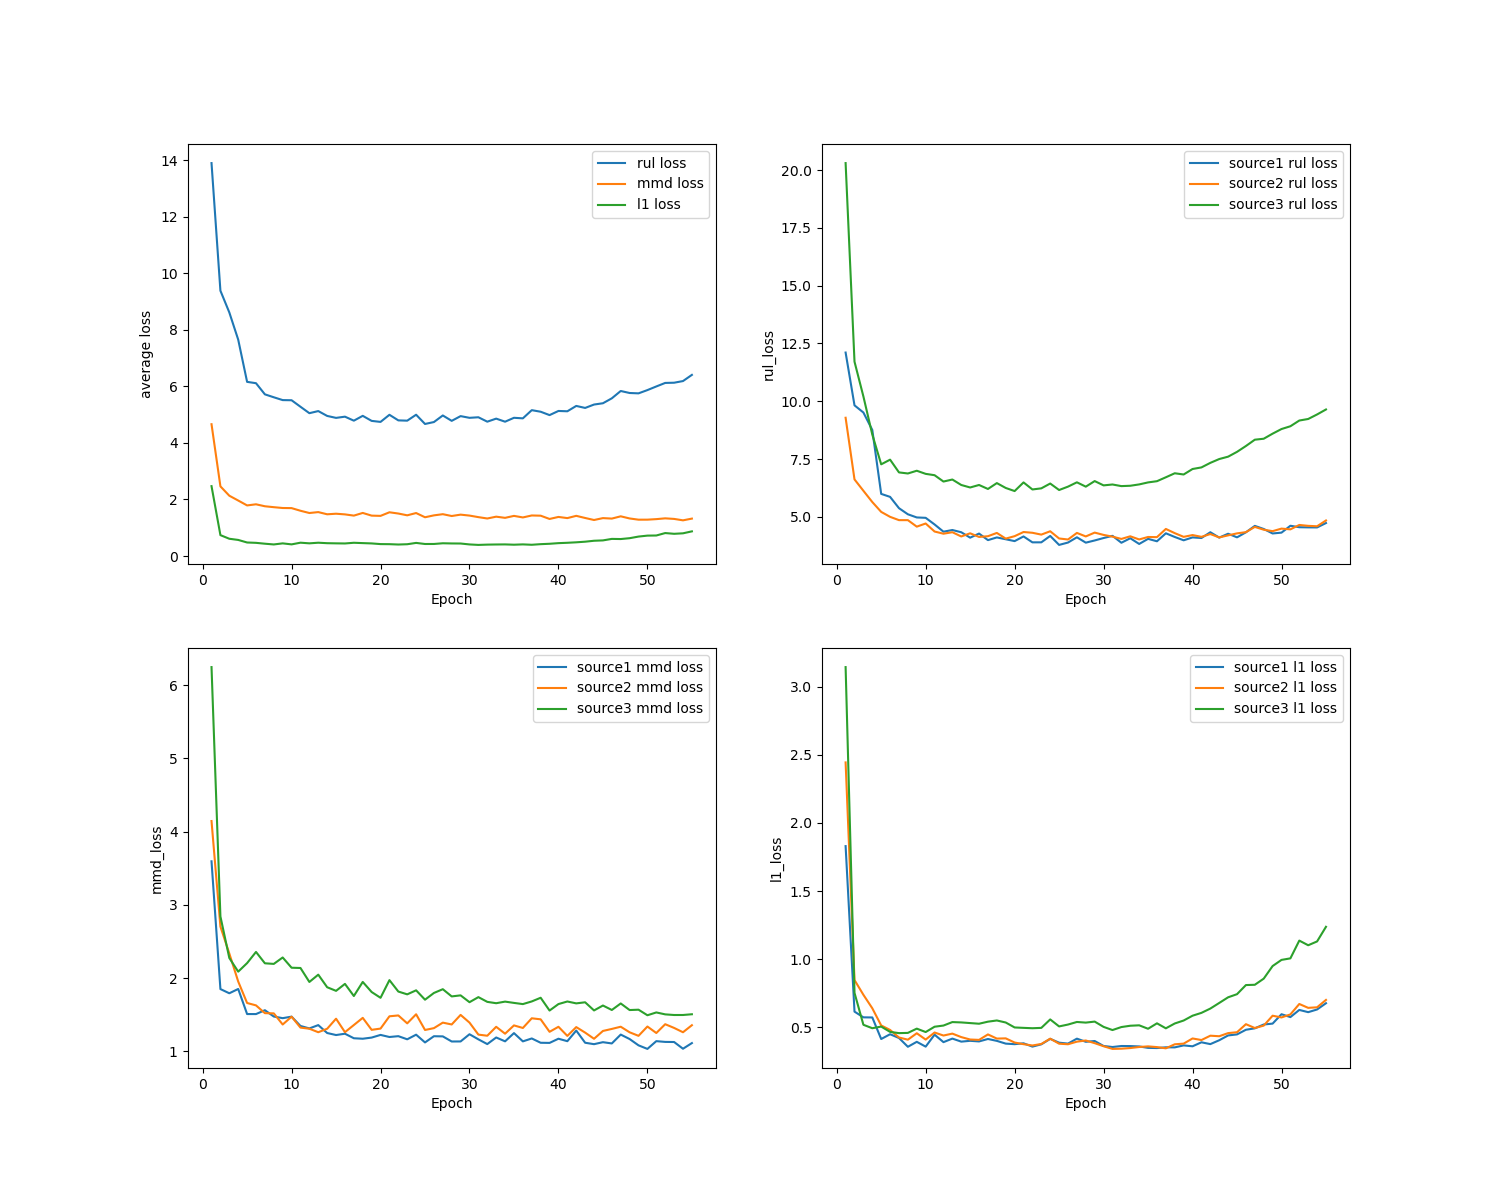 14
12
10
8
6
4
2
0
average loss
rul loss
mmd loss
l1 loss
0 10 20 30 40 50
Epoch
20.0
17.5
15.0
12.5
10.0
7.5
5.0
rul_loss
source1 rul loss
source2 rul loss
source3 rul loss
0 10 20 30 40 50
Epoch
6
5
4
3
2
1
mmd_loss
source1 mmd loss
source2 mmd loss
source3 mmd loss
0 10 20 30 40 50
Epoch
3.0
2.5
2.0
1.5
1.0
0.5
l1_loss
source1 l1 loss
source2 l1 loss
source3 l1 loss
0 10 20 30 40 50
Epoch